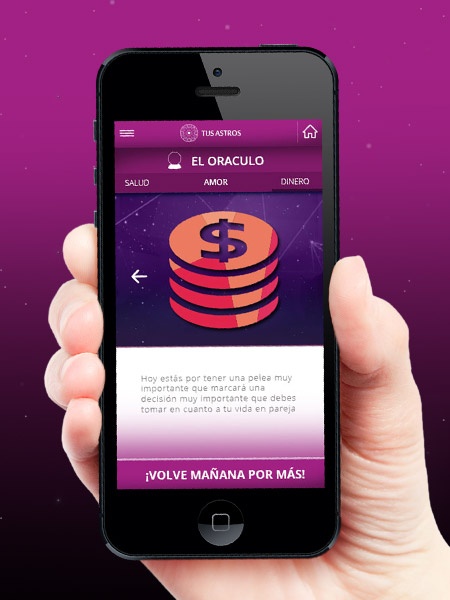 TUS ASTROS
EL ORACULO
SALUD AMOR DINERO
$
Hoy estás por tener una pelea muy
importante que marcará una
decisión muy importante que debes
tomar en cuanto a tu vida en pareja
¡VOLVE MAÑANA POR MÁS!